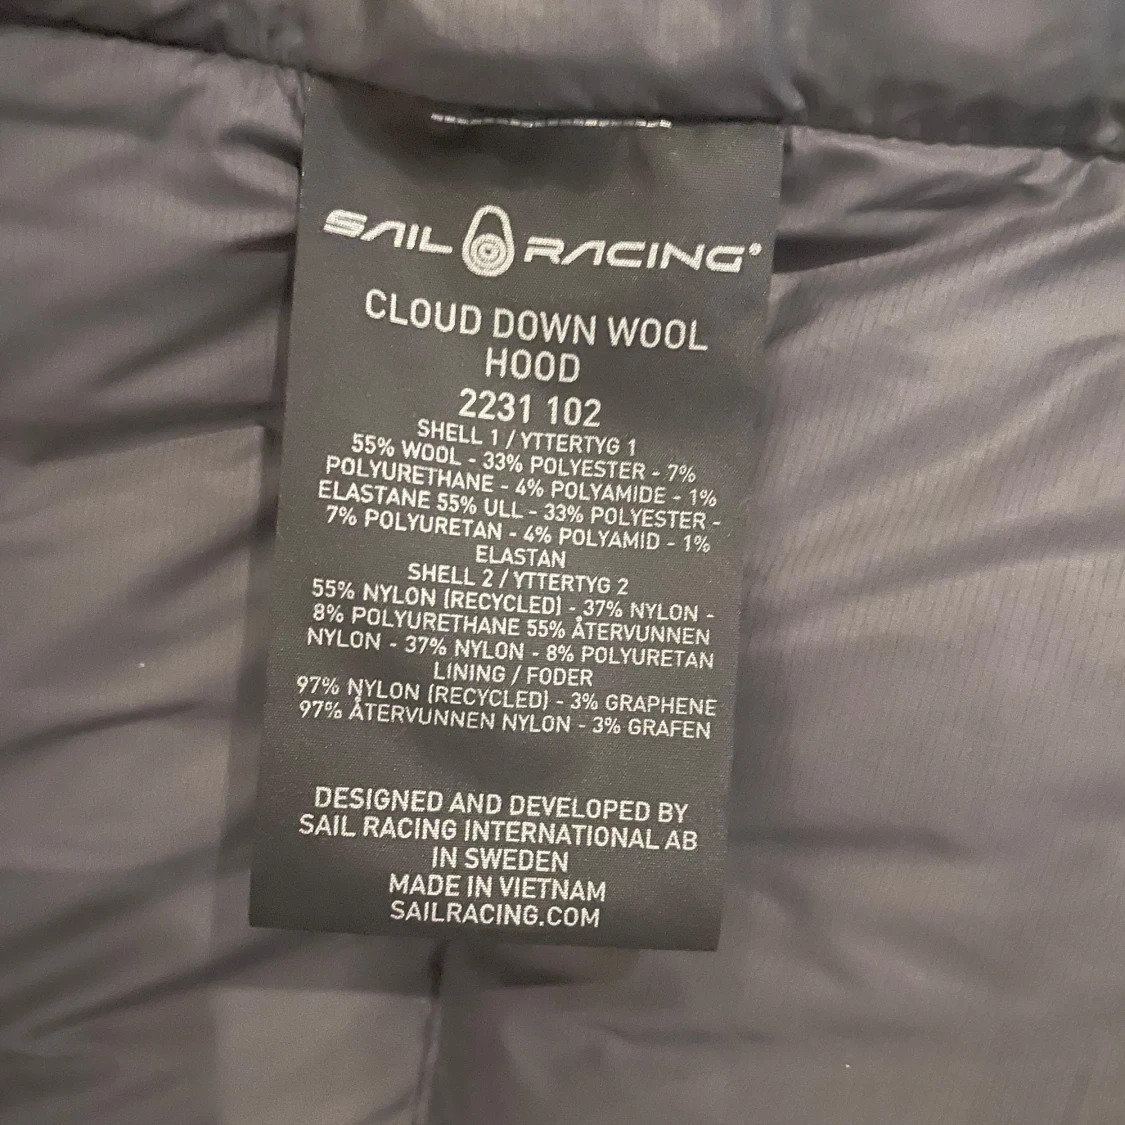 SAIL RACING®
CLOUD DOWN WOOL
HOOD
2231 102
SHELL 1 / YTTERTYG 1
55% WOOL - 33% POLYESTER - 7%
POLYURETHANE - 4% POLYAMIDE - 1%
ELASTANE 55% ULL - 33% POLYESTER -
7% POLYURETAN - 4% POLYAMID - 1%
ELASTAN
SHELL 2 / YTTERTYG 2
55% NYLON (RECYCLED) - 37% NYLON -
8% POLYURETHANE 55% ÅTERVUNNEN
NYLON - 37% NYLON - 8% POLYURETAN
LINING / FODER
97% NYLON (RECYCLED) - 3% GRAPHENE
97% ÅTERVUNNEN NYLON - 3% GRAFEN
DESIGNED AND DEVELOPED BY
SAIL RACING INTERNATIONAL AB
IN SWEDEN
MADE IN VIETNAM
SAILRACING.COM